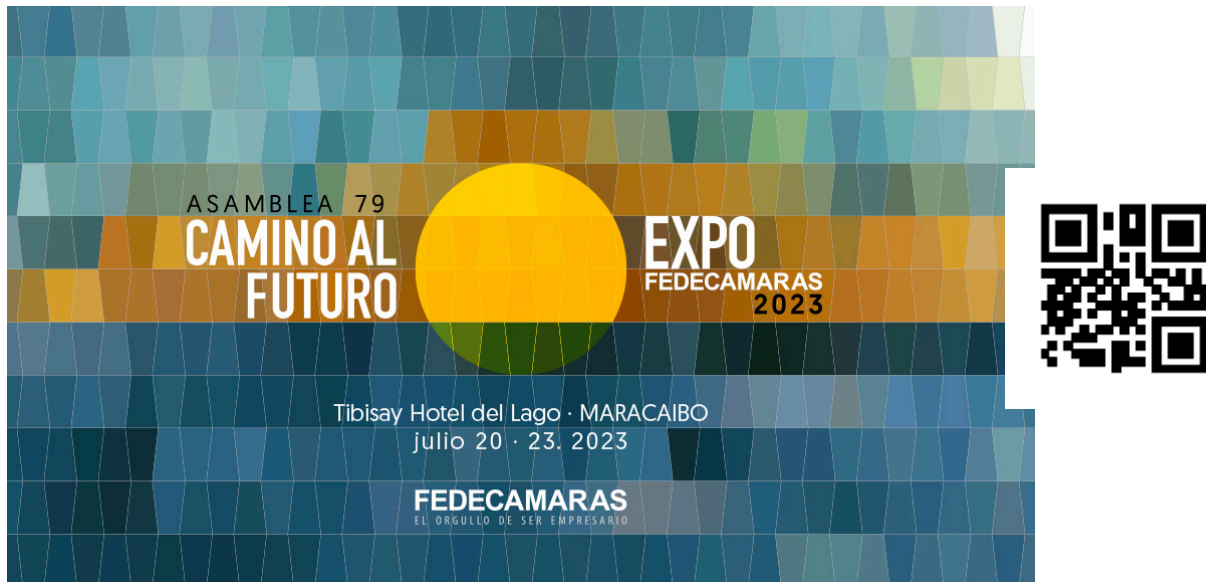 ASAMBLEA 79
CAMINO AL
FUTURO
EXPO
FEDECAMARAS
2023
Tibisay Hotel del Lago · MARACAIBO
julio 20 · 23. 2023
FEDECAMARAS
EL ORGULLO DE SER EMPRESARIO